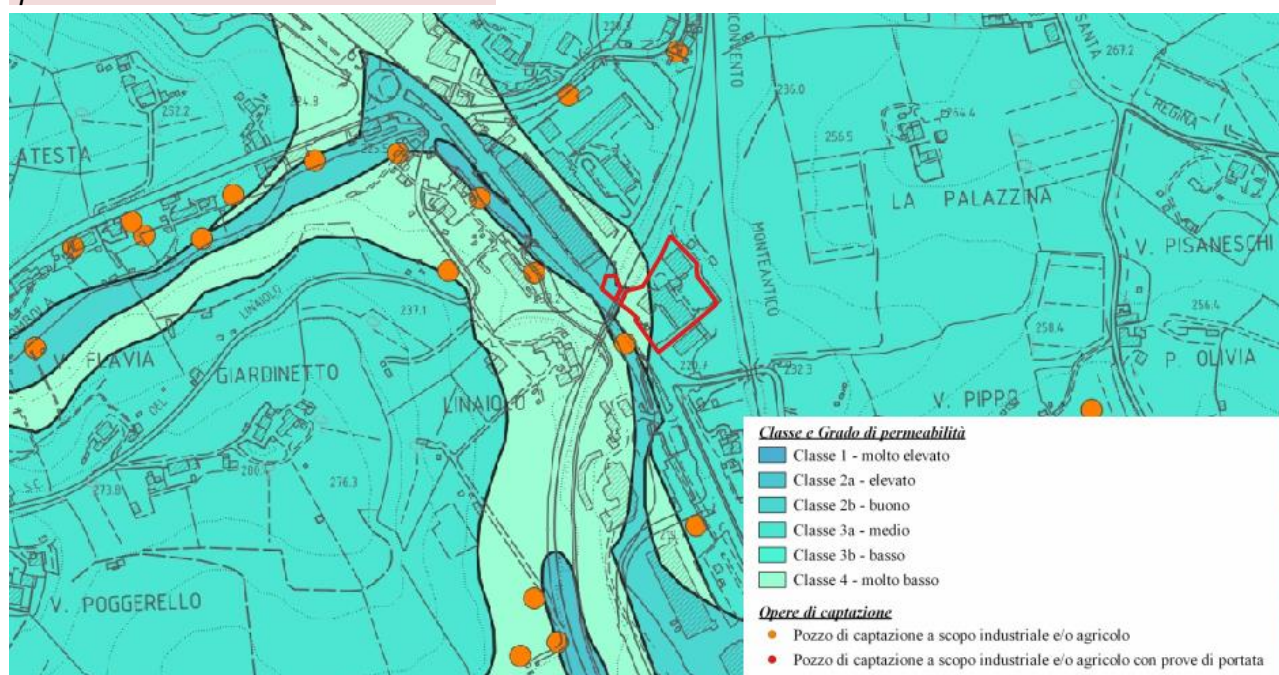 CONVENTO
SANTA
REGINA
267.2
252.2
236.0
256.5
ATESTA
LA PALAZZINA
V. PISANESCHI
MONTEANTICO
LINAIOLO
237.1
256.4
258.4
V. FLAVIA
GIARDINETTO
DEL
LINAIOLO
232.3
P. OLIVIA
V. PIPPO
S.C.
273.8
276.3
V. POGGERELLO
Classe e Grado di permeabilità
Classe 1 - molto elevato
Classe 2a - elevato
Classe 2b - buono
Classe 3a - medio
Classe 3b - basso
Classe 4 - molto basso
Opere di captazione
Pozzo di captazione a scopo industriale e/o agricolo
Pozzo di captazione a scopo industriale e/o agricolo con prove di portata